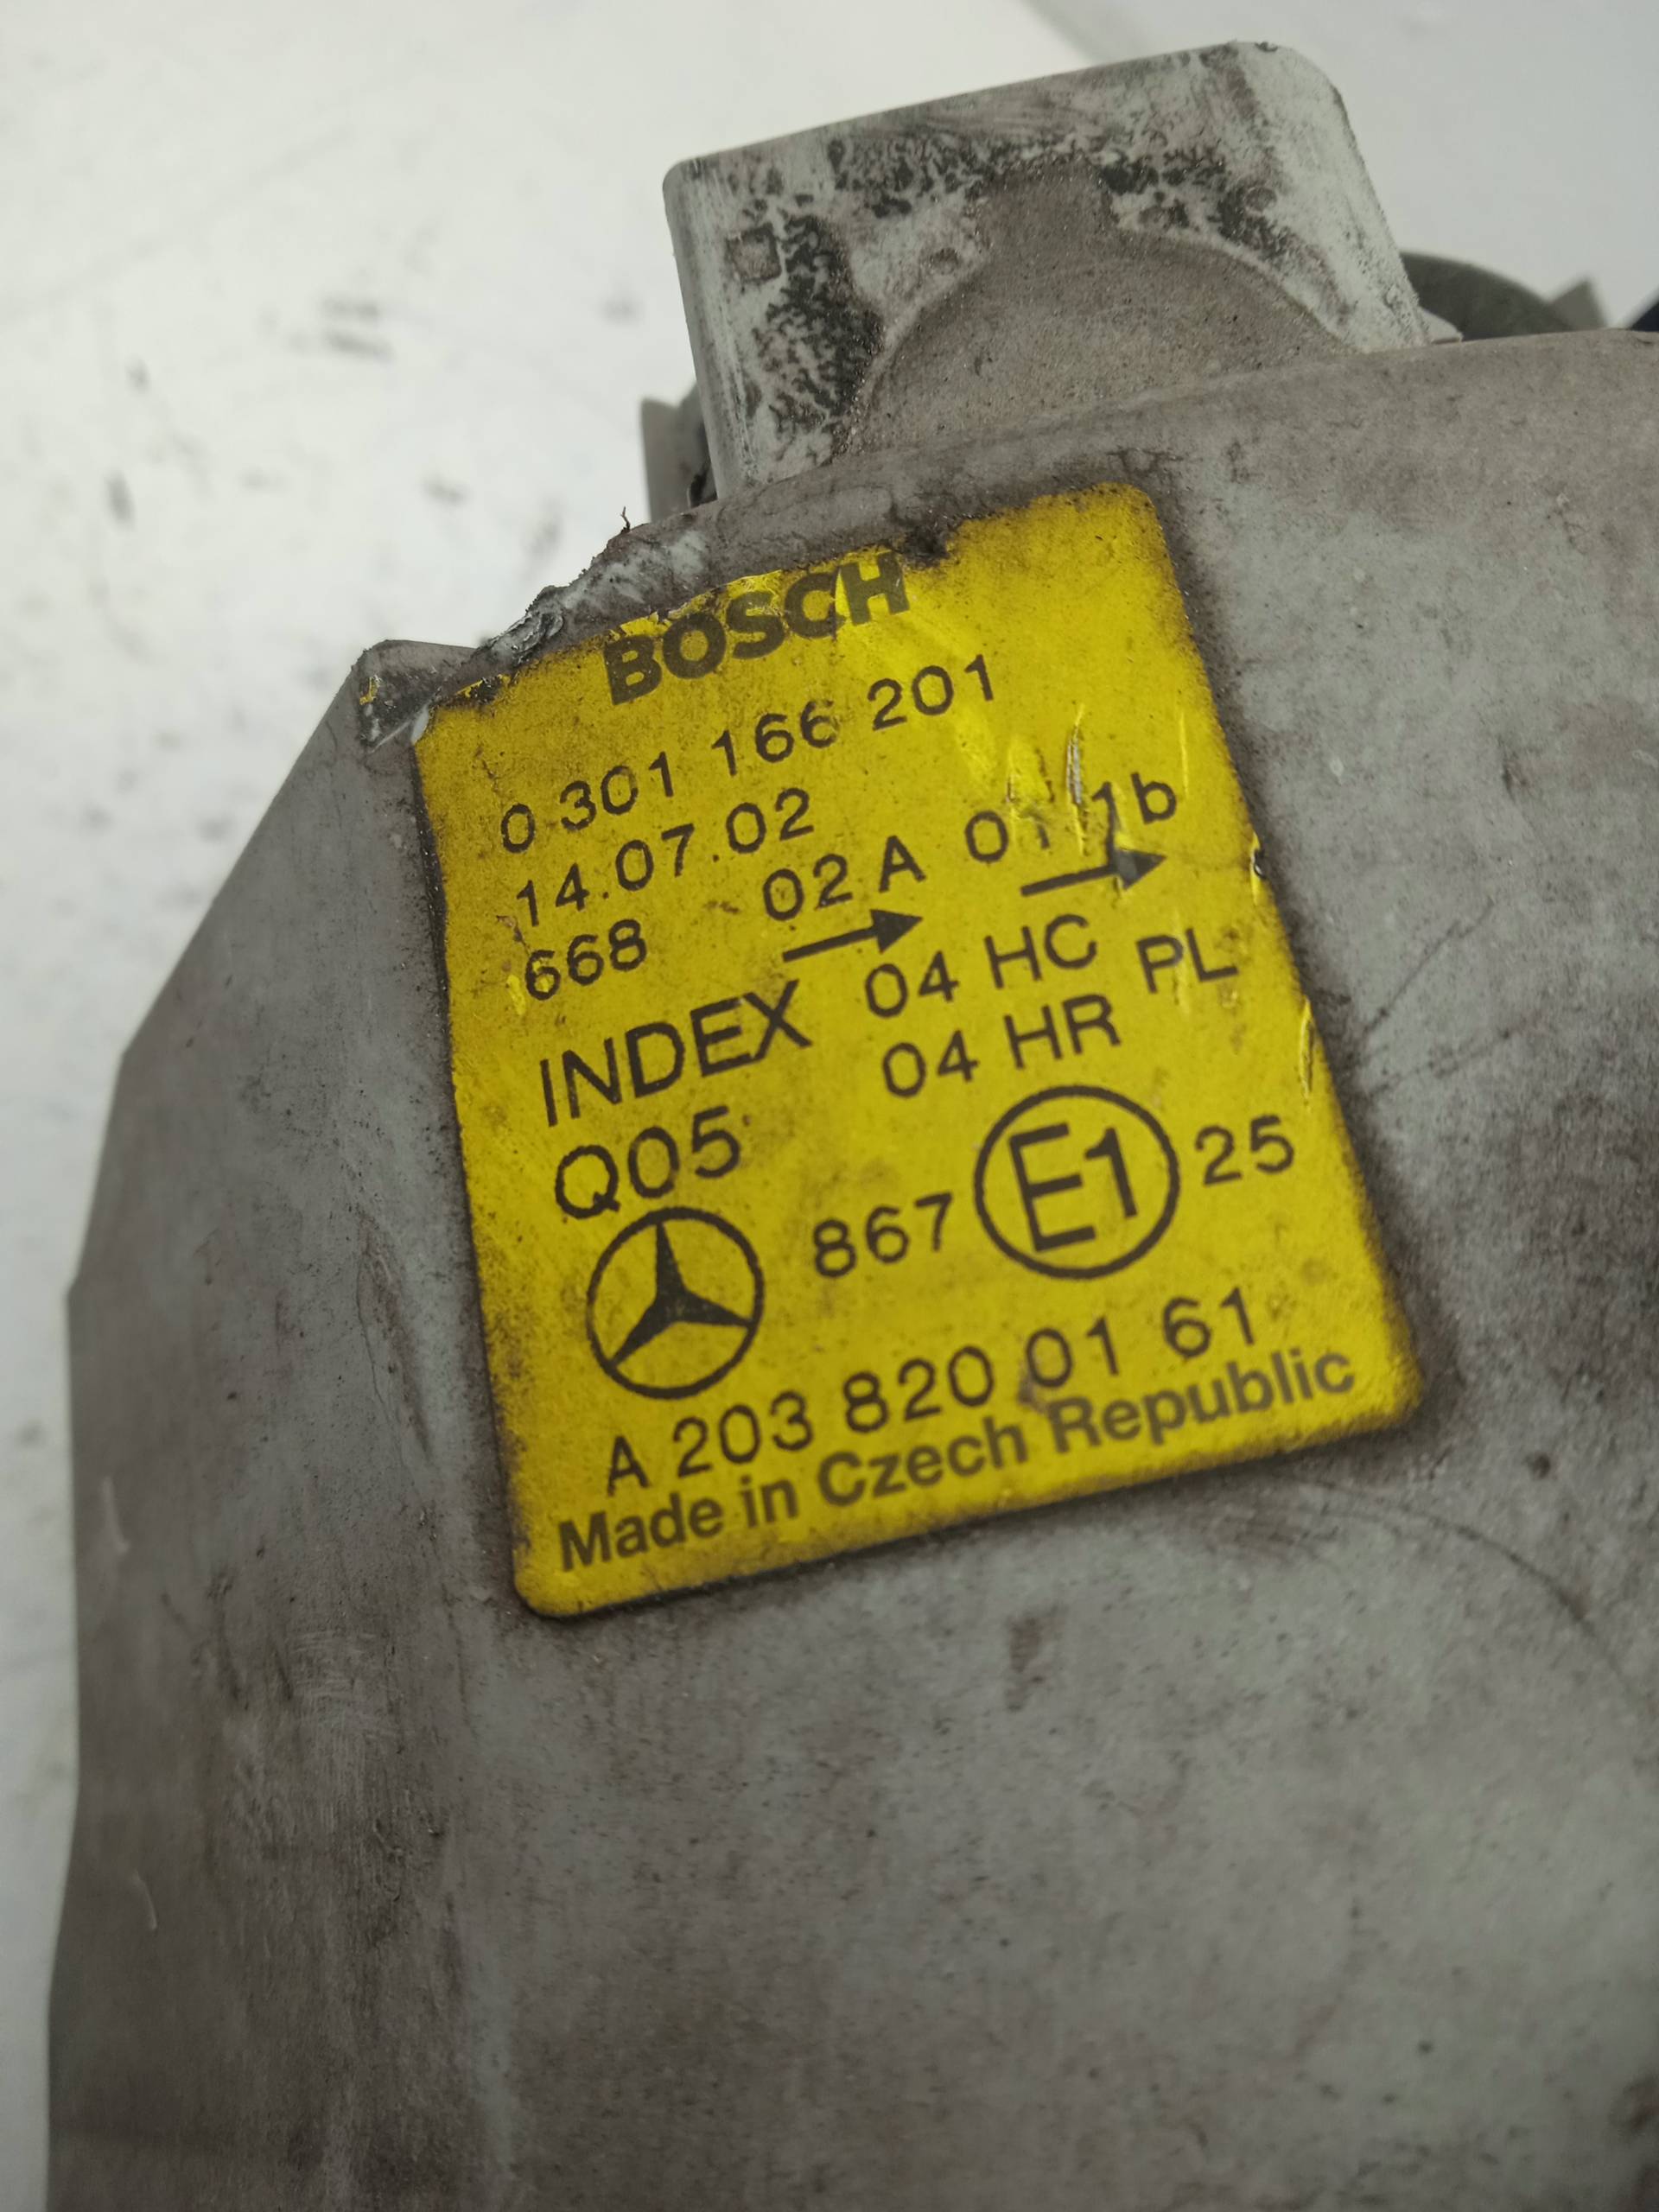 BOSCH
0 301 166 201
14.07.02
668 02 A 01 1b
INDEX 04 HC
04 HR PL
Q05
867 E1 25
A 203 820 01 61
Made in Czech Republic